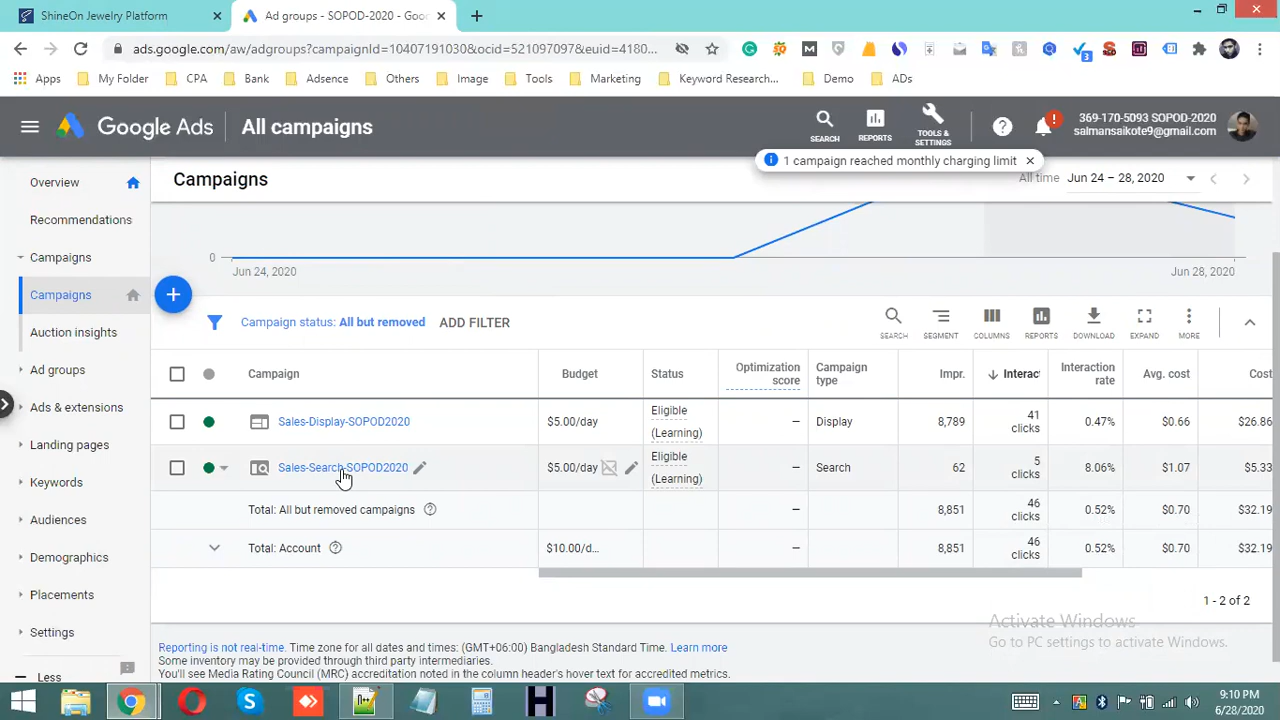 ShineOn Jewelry Platform
Ad groups - SOPOD-2020 - Goo
ads.google.com/aw/adgroups?campaignId=10407191030&ocid=521097097&euid=4180...
Apps
My Folder
CPA
Bank
Adsence
Others
Image
Tools
Marketing
Keyword Research...
Demo
ADs
Google Ads
All campaigns
SEARCH
REPORTS
TOOLS &
SETTINGS
369-170-5093 SOPOD-2020
salmansaikote9@gmail.com
1 campaign reached monthly charging limit
Campaigns
All time
Jun 24 – 28, 2020
Overview
Recommendations
Campaigns
Campaigns
Auction insights
Ad groups
Ads & extensions
Landing pages
Keywords
Audiences
Demographics
Placements
Settings
Less
0
Jun 24, 2020
Jun 28, 2020
Campaign status: All but removed
ADD FILTER
SEARCH
SEGMENT
COLUMNS
REPORTS
DOWNLOAD
EXPAND
MORE
Campaign
Budget
Status
Optimization
score
Campaign
type
Impr.
Interact
Interaction
rate
Avg. cost
Cost
Sales-Display-SOPOD2020
$5.00/day
Eligible
(Learning)
–
Display
8,789
41
clicks
0.47%
$0.66
$26.86
Sales-Search-SOPOD2020
$5.00/day
Eligible
(Learning)
–
Search
62
5
clicks
8.06%
$1.07
$5.33
Total: All but removed campaigns
–
8,851
46
clicks
0.52%
$0.70
$32.19
Total: Account
$10.00/d...
–
8,851
46
clicks
0.52%
$0.70
$32.19
1 - 2 of 2
Activate Windows
Go to PC settings to activate Windows.
Reporting is not real-time. Time zone for all dates and times: (GMT+06:00) Bangladesh Standard Time. Learn more
Some inventory may be provided through third party intermediaries.
You'll see Media Rating Council (MRC) accreditation noted in the column header's hover text for accredited metrics.
9:10 PM
6/28/2020